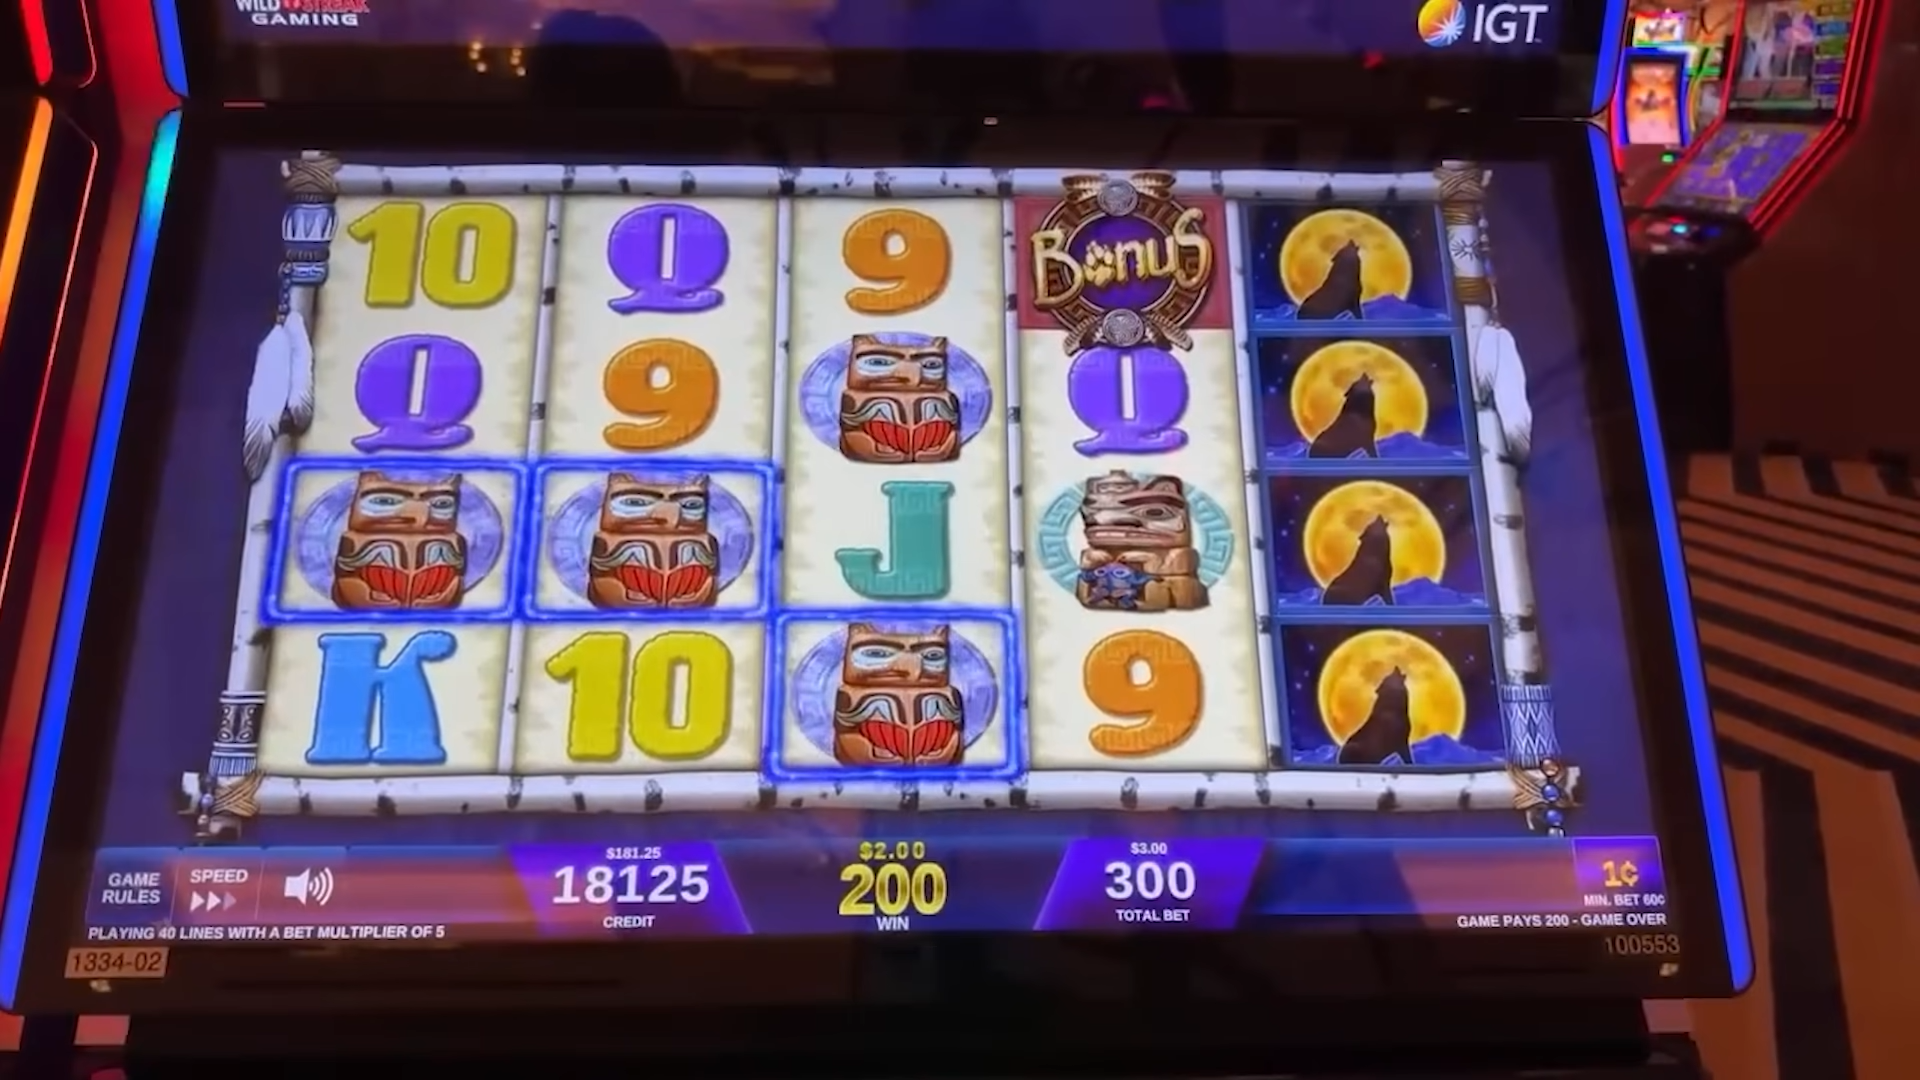 WILD STREAK
GAMING
IGT
10 Q 9 Bonus
Q 9 Q
J
K 10 9
GAME
RULES
SPEED
$181.25
18125
CREDIT
$2.00
200
WIN
$3.00
300
TOTAL BET
1¢
MIN. BET 60¢
PLAYING 40 LINES WITH A BET MULTIPLIER OF 5
GAME PAYS 200 - GAME OVER
1334-02
100553